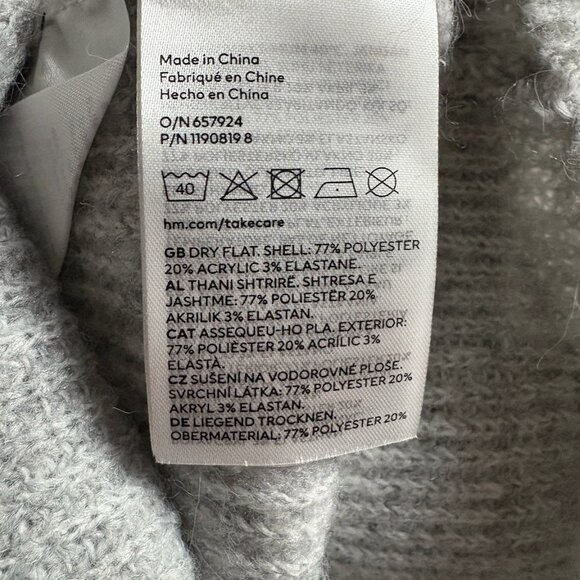 Made in China
Fabriqué en Chine
Hecho en China
O/N 657924
P/N 1190819 8
40
hm.com/takecare
GB DRY FLAT. SHELL: 77% POLYESTER
20% ACRYLIC 3% ELASTANE.
AL THANI SHTRIRË. SHTRESA E
JASHTME: 77% POLIESTËR 20%
AKRILIK 3% ELASTAN.
CAT ASSEQUEU-HO PLA. EXTERIOR:
77% POLIÈSTER 20% ACRÍLIC 3%
ELASTÀ.
CZ SUŠENÍ NA VODOROVNÉ PLOŠE.
SVRCHNÍ LÁTKA: 77% POLYESTER 20%
AKRYL 3% ELASTAN.
DE LIEGEND TROCKNEN.
OBERMATERIAL: 77% POLYESTER 20%